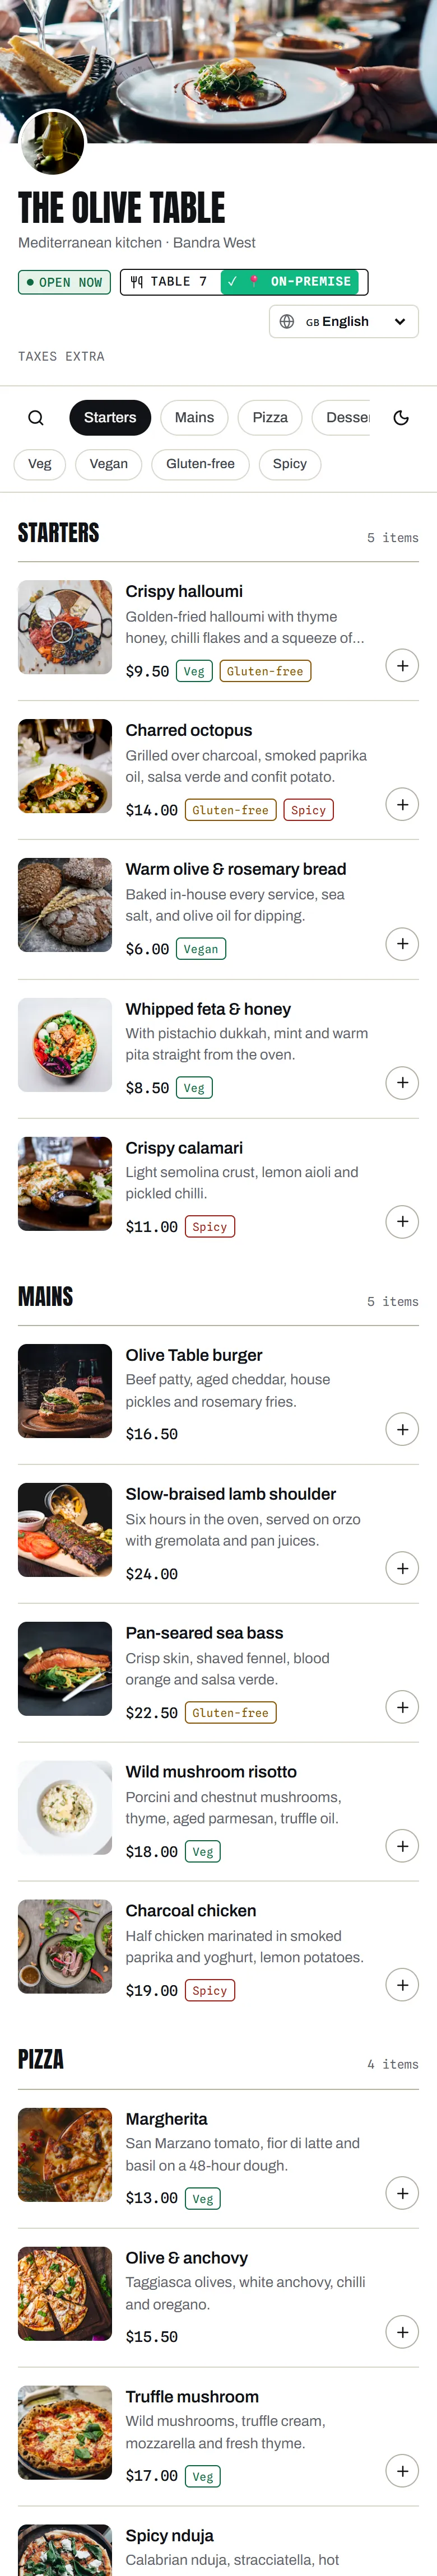 THE OLIVE TABLE
Mediterranean kitchen · Bandra West
OPEN NOW
TABLE 7
✓ 📍 ON-PREMISE
GB English
TAXES EXTRA
Starters
Mains
Pizza
Desser
Veg
Vegan
Gluten-free
Spicy
STARTERS
5 items
Crispy halloumi
Golden-fried halloumi with thyme
honey, chilli flakes and a squeeze of...
$9.50 Veg Gluten-free
Charred octopus
Grilled over charcoal, smoked paprika
oil, salsa verde and confit potato.
$14.00 Gluten-free Spicy
Warm olive & rosemary bread
Baked in-house every service, sea
salt, and olive oil for dipping.
$6.00 Vegan
Whipped feta & honey
With pistachio dukkah, mint and warm
pita straight from the oven.
$8.50 Veg
Crispy calamari
Light semolina crust, lemon aioli and
pickled chilli.
$11.00 Spicy
MAINS
5 items
Olive Table burger
Beef patty, aged cheddar, house
pickles and rosemary fries.
$16.50
Slow-braised lamb shoulder
Six hours in the oven, served on orzo
with gremolata and pan juices.
$24.00
Pan-seared sea bass
Crisp skin, shaved fennel, blood
orange and salsa verde.
$22.50 Gluten-free
Wild mushroom risotto
Porcini and chestnut mushrooms,
thyme, aged parmesan, truffle oil.
$18.00 Veg
Charcoal chicken
Half chicken marinated in smoked
paprika and yoghurt, lemon potatoes.
$19.00 Spicy
PIZZA
4 items
Margherita
San Marzano tomato, fior di latte and
basil on a 48-hour dough.
$13.00 Veg
Olive & anchovy
Taggiasca olives, white anchovy, chilli
and oregano.
$15.50
Truffle mushroom
Wild mushrooms, truffle cream,
mozzarella and fresh thyme.
$17.00 Veg
Spicy nduja
Calabrian nduja, stracciatella, hot